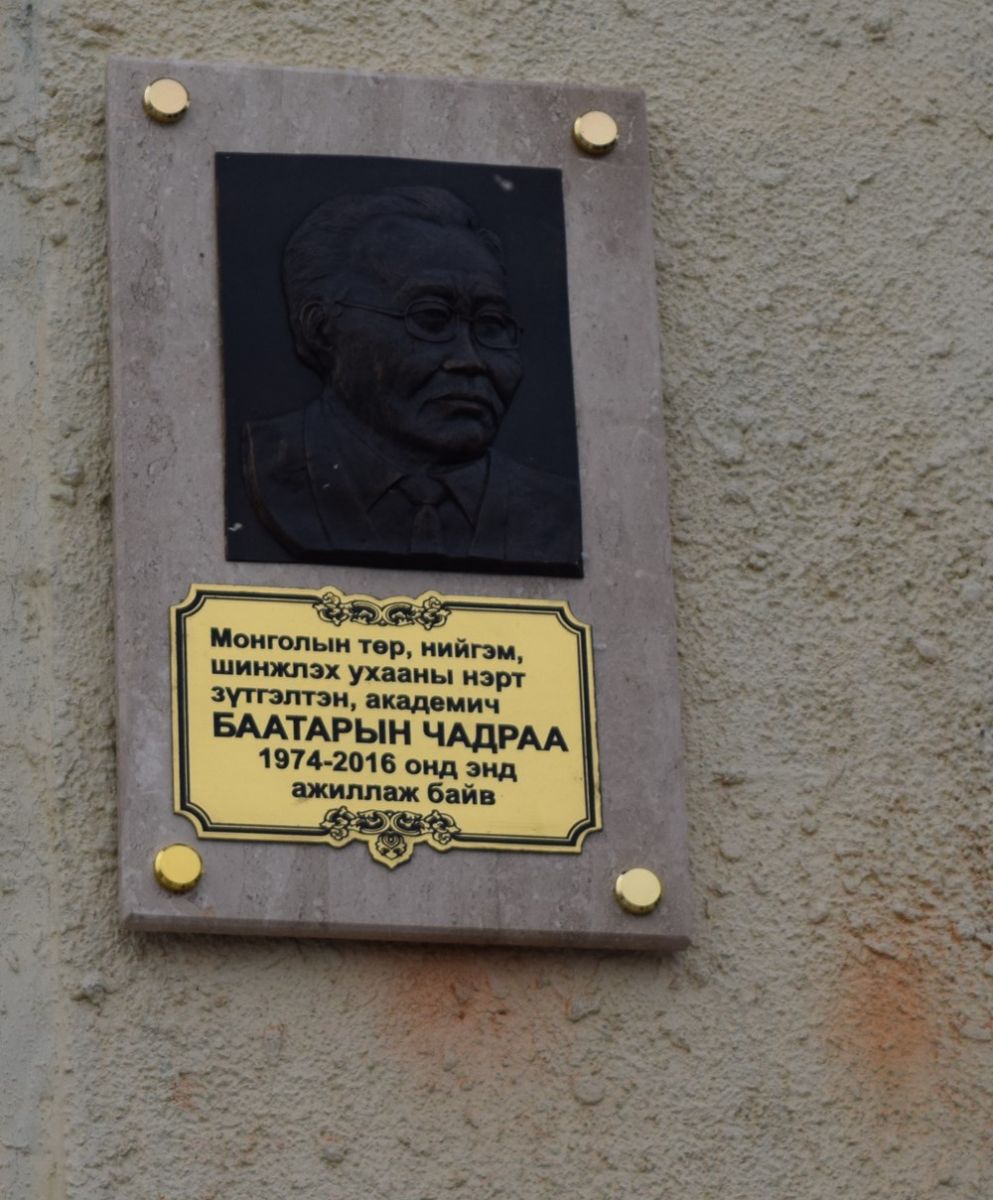 Монголын төр, нийгэм,
шинжлэх ухааны нэрт
зүтгэлтэн, академич
БААТАРЫН ЧАДРАА
1974-2016 онд энд
ажиллаж байв